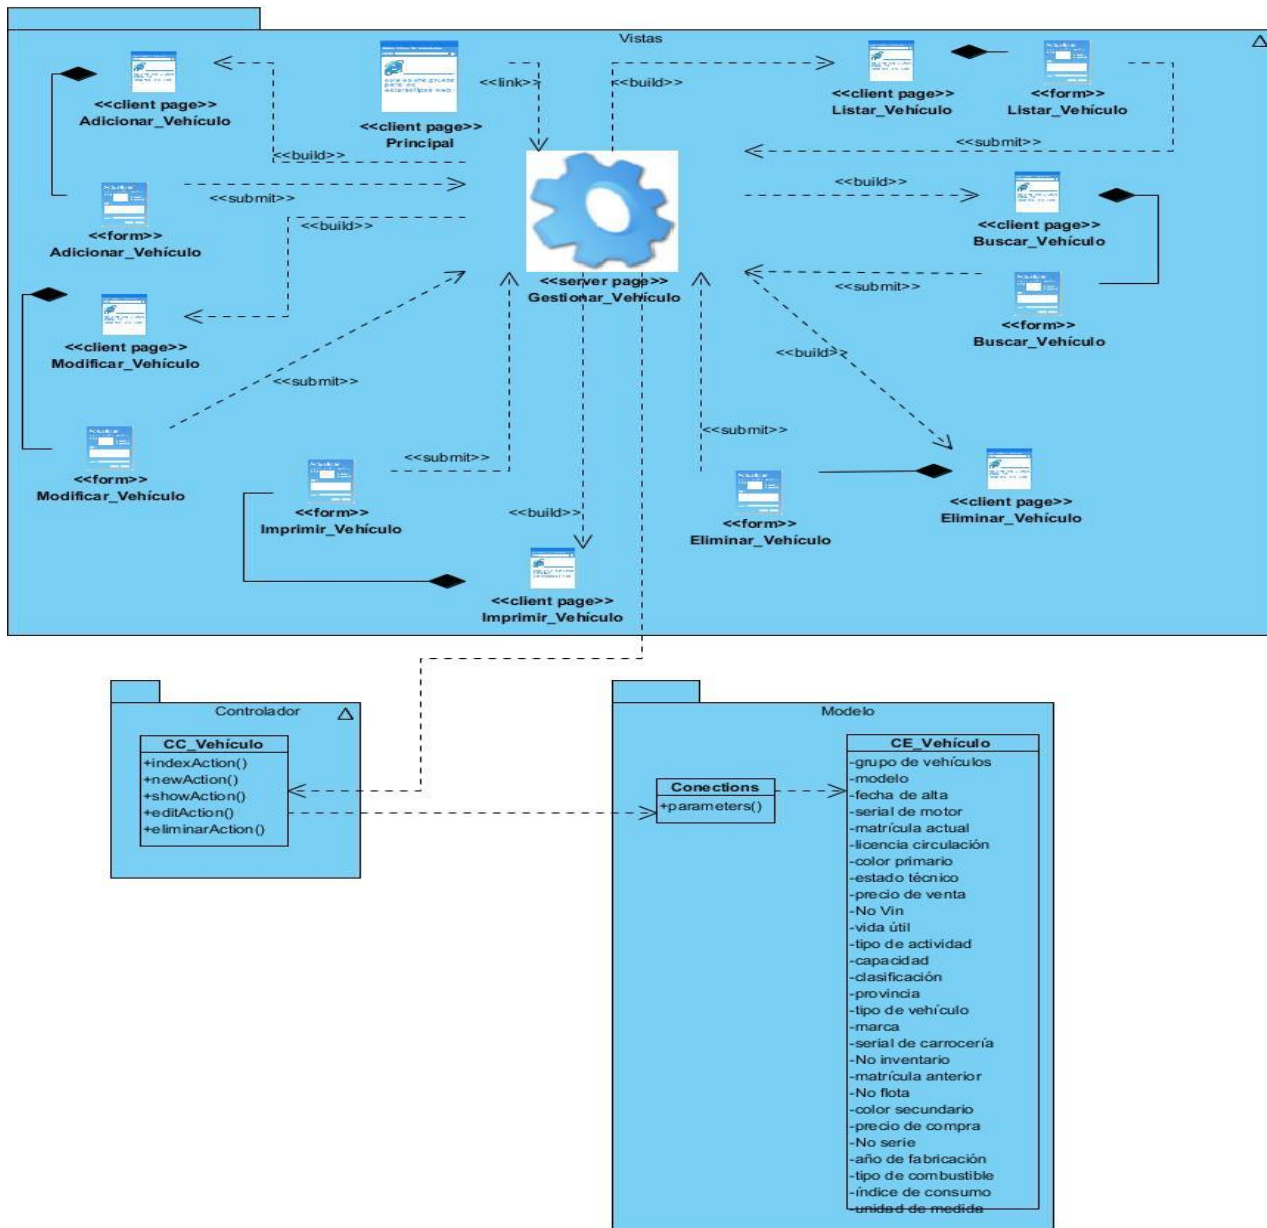 Vistas
<<client page>>
Adicionar_Vehículo
<<client page>>
Principal
<<link>>
<<build>>
<<client page>>
Listar_Vehículo
<<form>>
Listar_Vehículo
<<build>>
<<submit>>
<<submit>>
<<build>>
<<form>>
Adicionar_Vehículo
<<build>>
<<client page>>
Buscar_Vehículo
<<server page>>
Gestionar_Vehículo
<<submit>>
<<form>>
Buscar_Vehículo
<<client page>>
Modificar_Vehículo
<<build>>
<<submit>>
<<form>>
Modificar_Vehículo
<<submit>>
<<submit>>
<<form>>
Imprimir_Vehículo
<<build>>
<<form>>
Eliminar_Vehículo
<<client page>>
Eliminar_Vehículo
<<client page>>
Imprimir_Vehículo
Controlador
CC_Vehículo
+indexAction()
+newAction()
+showAction()
+editAction()
+eliminarAction()
Modelo
Conections
+parameters()
CE_Vehículo
-grupo de vehículos
-modelo
-fecha de alta
-serial de motor
-matrícula actual
-licencia circulación
-color primario
-estado técnico
-precio de venta
-No Vin
-vida útil
-tipo de actividad
-capacidad
-clasificación
-provincia
-tipo de vehículo
-marca
-serial de carrocería
-No inventario
-matrícula anterior
-No flota
-color secundario
-precio de compra
-No serie
-año de fabricación
-tipo de combustible
-índice de consumo
-unidad de medida